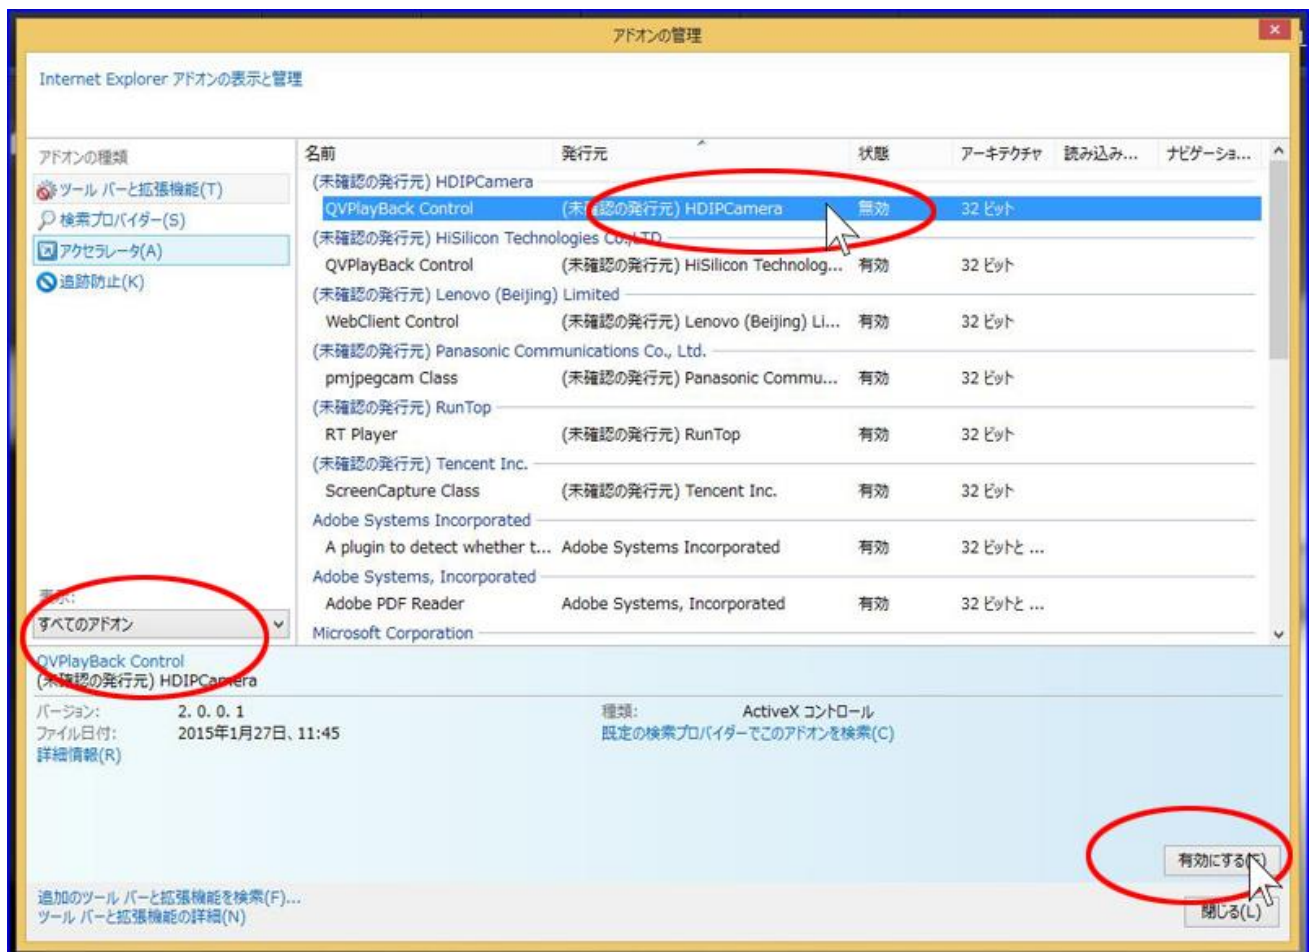 アドオンの管理
Internet Explorer アドオンの表示と管理
アドオンの種類
ツール バーと拡張機能(T)
検索プロバイダー(S)
アクセラレータ(A)
追跡防止(K)
表示:
すべてのアドオン
名前 発行元 状態 アーキテクチャ 読み込み... ナビゲーショ...
(未確認の発行元) HDIPCamera
QVPlayBack Control (未確認の発行元) HDIPCamera 無効 32 ビット
(未確認の発行元) HiSilicon Technologies Co.,LTD
QVPlayBack Control (未確認の発行元) HiSilicon Technolog... 有効 32 ビット
(未確認の発行元) Lenovo (Beijing) Limited
WebClient Control (未確認の発行元) Lenovo (Beijing) Li... 有効 32 ビット
(未確認の発行元) Panasonic Communications Co., Ltd.
pmjpegcam Class (未確認の発行元) Panasonic Commu... 有効 32 ビット
(未確認の発行元) RunTop
RT Player (未確認の発行元) RunTop 有効 32 ビット
(未確認の発行元) Tencent Inc.
ScreenCapture Class (未確認の発行元) Tencent Inc. 有効 32 ビット
Adobe Systems Incorporated
A plugin to detect whether t... Adobe Systems Incorporated 有効 32 ビットと ...
Adobe Systems, Incorporated
Adobe PDF Reader Adobe Systems, Incorporated 有効 32 ビットと ...
Microsoft Corporation
QVPlayBack Control
(未確認の発行元) HDIPCamera
バージョン: 2. 0. 0. 1 種類: ActiveX コントロール
ファイル日付: 2015年1月27日、11:45 既定の検索プロバイダーでこのアドオンを検索(C)
詳細情報(R)
有効にする(E)
追加のツール バーと拡張機能を検索(F)...
ツール バーと拡張機能の詳細(N)
閉じる(L)